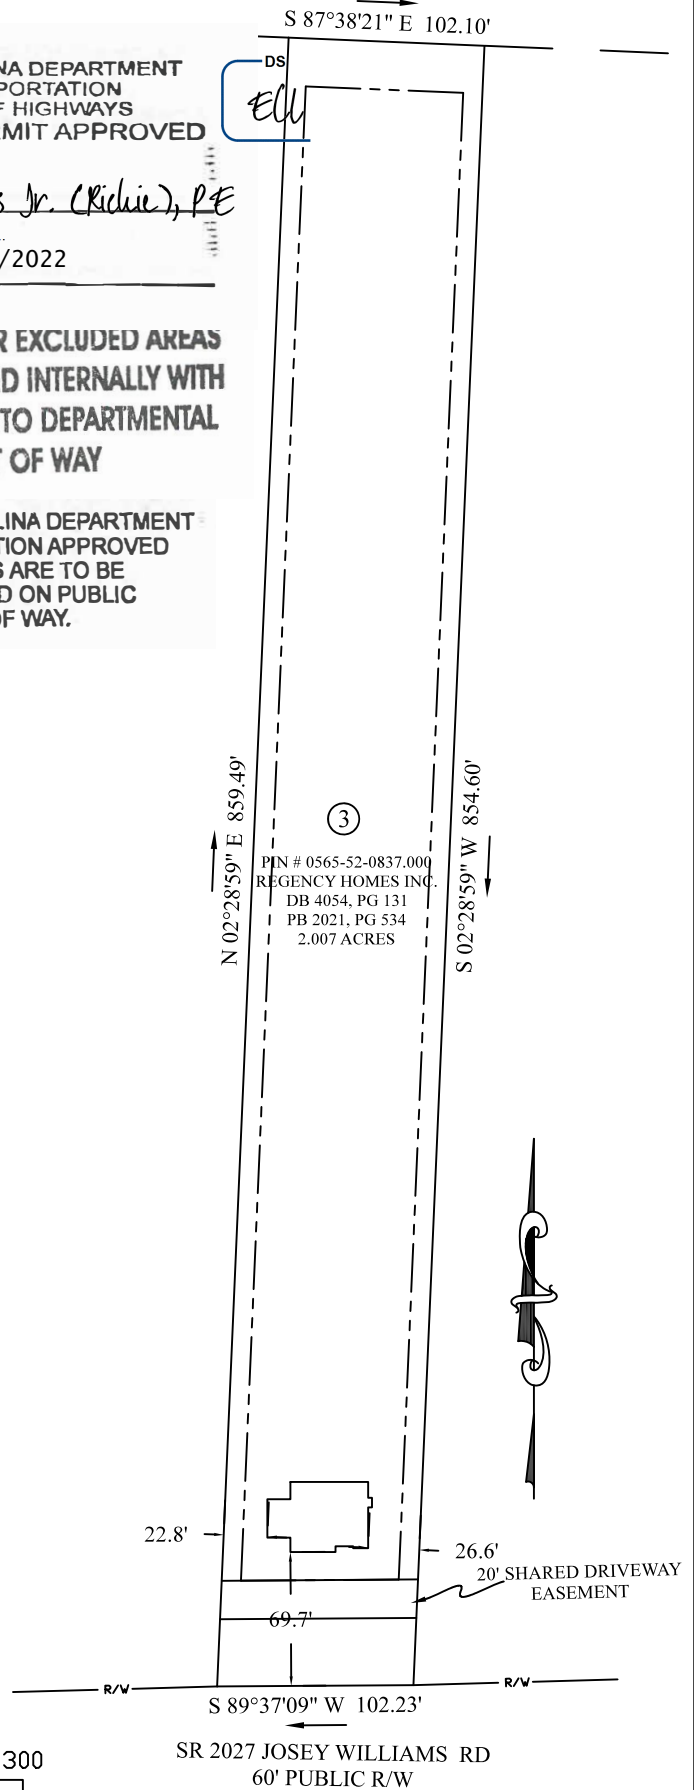 S 87°38'21" E 102.10'
NA DEPARTMENT
PORTATION
F HIGHWAYS
MIT APPROVED
DS
ECU
s Jr. (Richie), PE
/2022
R EXCLUDED AREAS
D INTERNALLY WITH
TO DEPARTMENTAL
T OF WAY
LINA DEPARTMENT
TION APPROVED
S ARE TO BE
D ON PUBLIC
OF WAY.
N 02°28'59" E 859.49'
S 02°28'59" W 854.60'
3
PIN # 0565-52-0837.000
REGENCY HOMES INC.
DB 4054, PG 131
PB 2021, PG 534
2.007 ACRES
22.8'
26.6'
20' SHARED DRIVEWAY
EASEMENT
69.7'
R/W
R/W
S 89°37'09" W 102.23'
SR 2027 JOSEY WILLIAMS RD
60' PUBLIC R/W
300